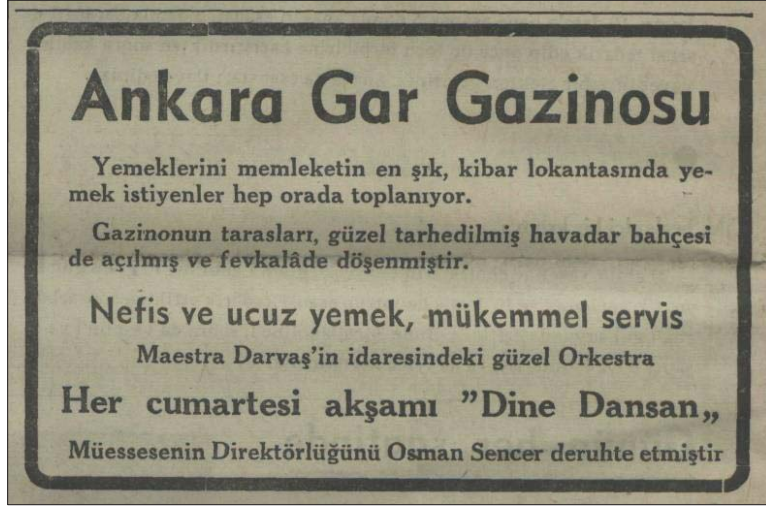 Ankara Gar Gazinosu
Yemeklerini memleketin en şık, kibar lokantasında ye-
mek istiyenler hep orada toplanıyor.
Gazinonun tarasları, güzel tarhedilmiş havadar bahçesi
de açılmış ve fevkalâde döşenmiştir.
Nefis ve ucuz yemek, mükemmel servis
Maestra Darvaş'in idaresindeki güzel Orkestra
Her cumartesi akşamı "Dine Dansan„
Müessesenin Direktörlüğünü Osman Sencer deruhte etmiştir